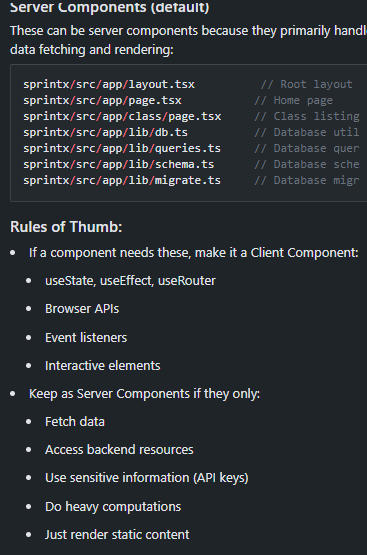 Server Components (default)
These can be server components because they primarily handl
data fetching and rendering:
sprintx/src/app/layout.tsx // Root layout
sprintx/src/app/page.tsx // Home page
sprintx/src/app/class/page.tsx // Class listing
sprintx/src/app/lib/db.ts // Database util
sprintx/src/app/lib/queries.ts // Database quer
sprintx/src/app/lib/schema.ts // Database sche
sprintx/src/app/lib/migrate.ts // Database migr
Rules of Thumb:
• If a component needs these, make it a Client Component:
• useState, useEffect, useRouter
• Browser APIs
• Event listeners
• Interactive elements
• Keep as Server Components if they only:
• Fetch data
• Access backend resources
• Use sensitive information (API keys)
• Do heavy computations
• Just render static content